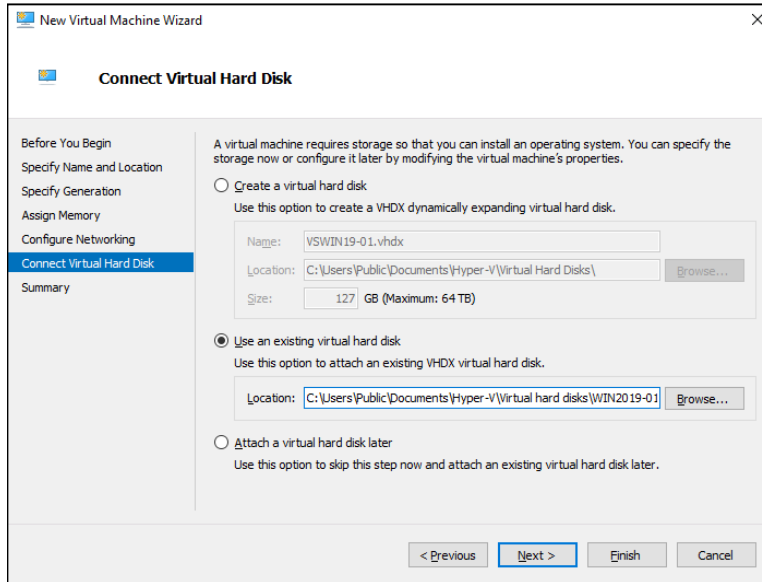 New Virtual Machine Wizard
Connect Virtual Hard Disk
Before You Begin
Specify Name and Location
Specify Generation
Assign Memory
Configure Networking
Connect Virtual Hard Disk
Summary
A virtual machine requires storage so that you can install an operating system. You can specify the
storage now or configure it later by modifying the virtual machine's properties.
Create a virtual hard disk
Use this option to create a VHDX dynamically expanding virtual hard disk.
Name: VSWIN19-01.vhdx
Location: C:\Users\Public\Documents\Hyper-V\Virtual Hard Disks\ Browse...
Size: 127 GB (Maximum: 64 TB)
Use an existing virtual hard disk
Use this option to attach an existing VHDX virtual hard disk.
Location: C:\Users\Public\Documents\Hyper-V\Virtual hard disks\WIN2019-01 Browse...
Attach a virtual hard disk later
Use this option to skip this step now and attach an existing virtual hard disk later.
< Previous Next > Finish Cancel